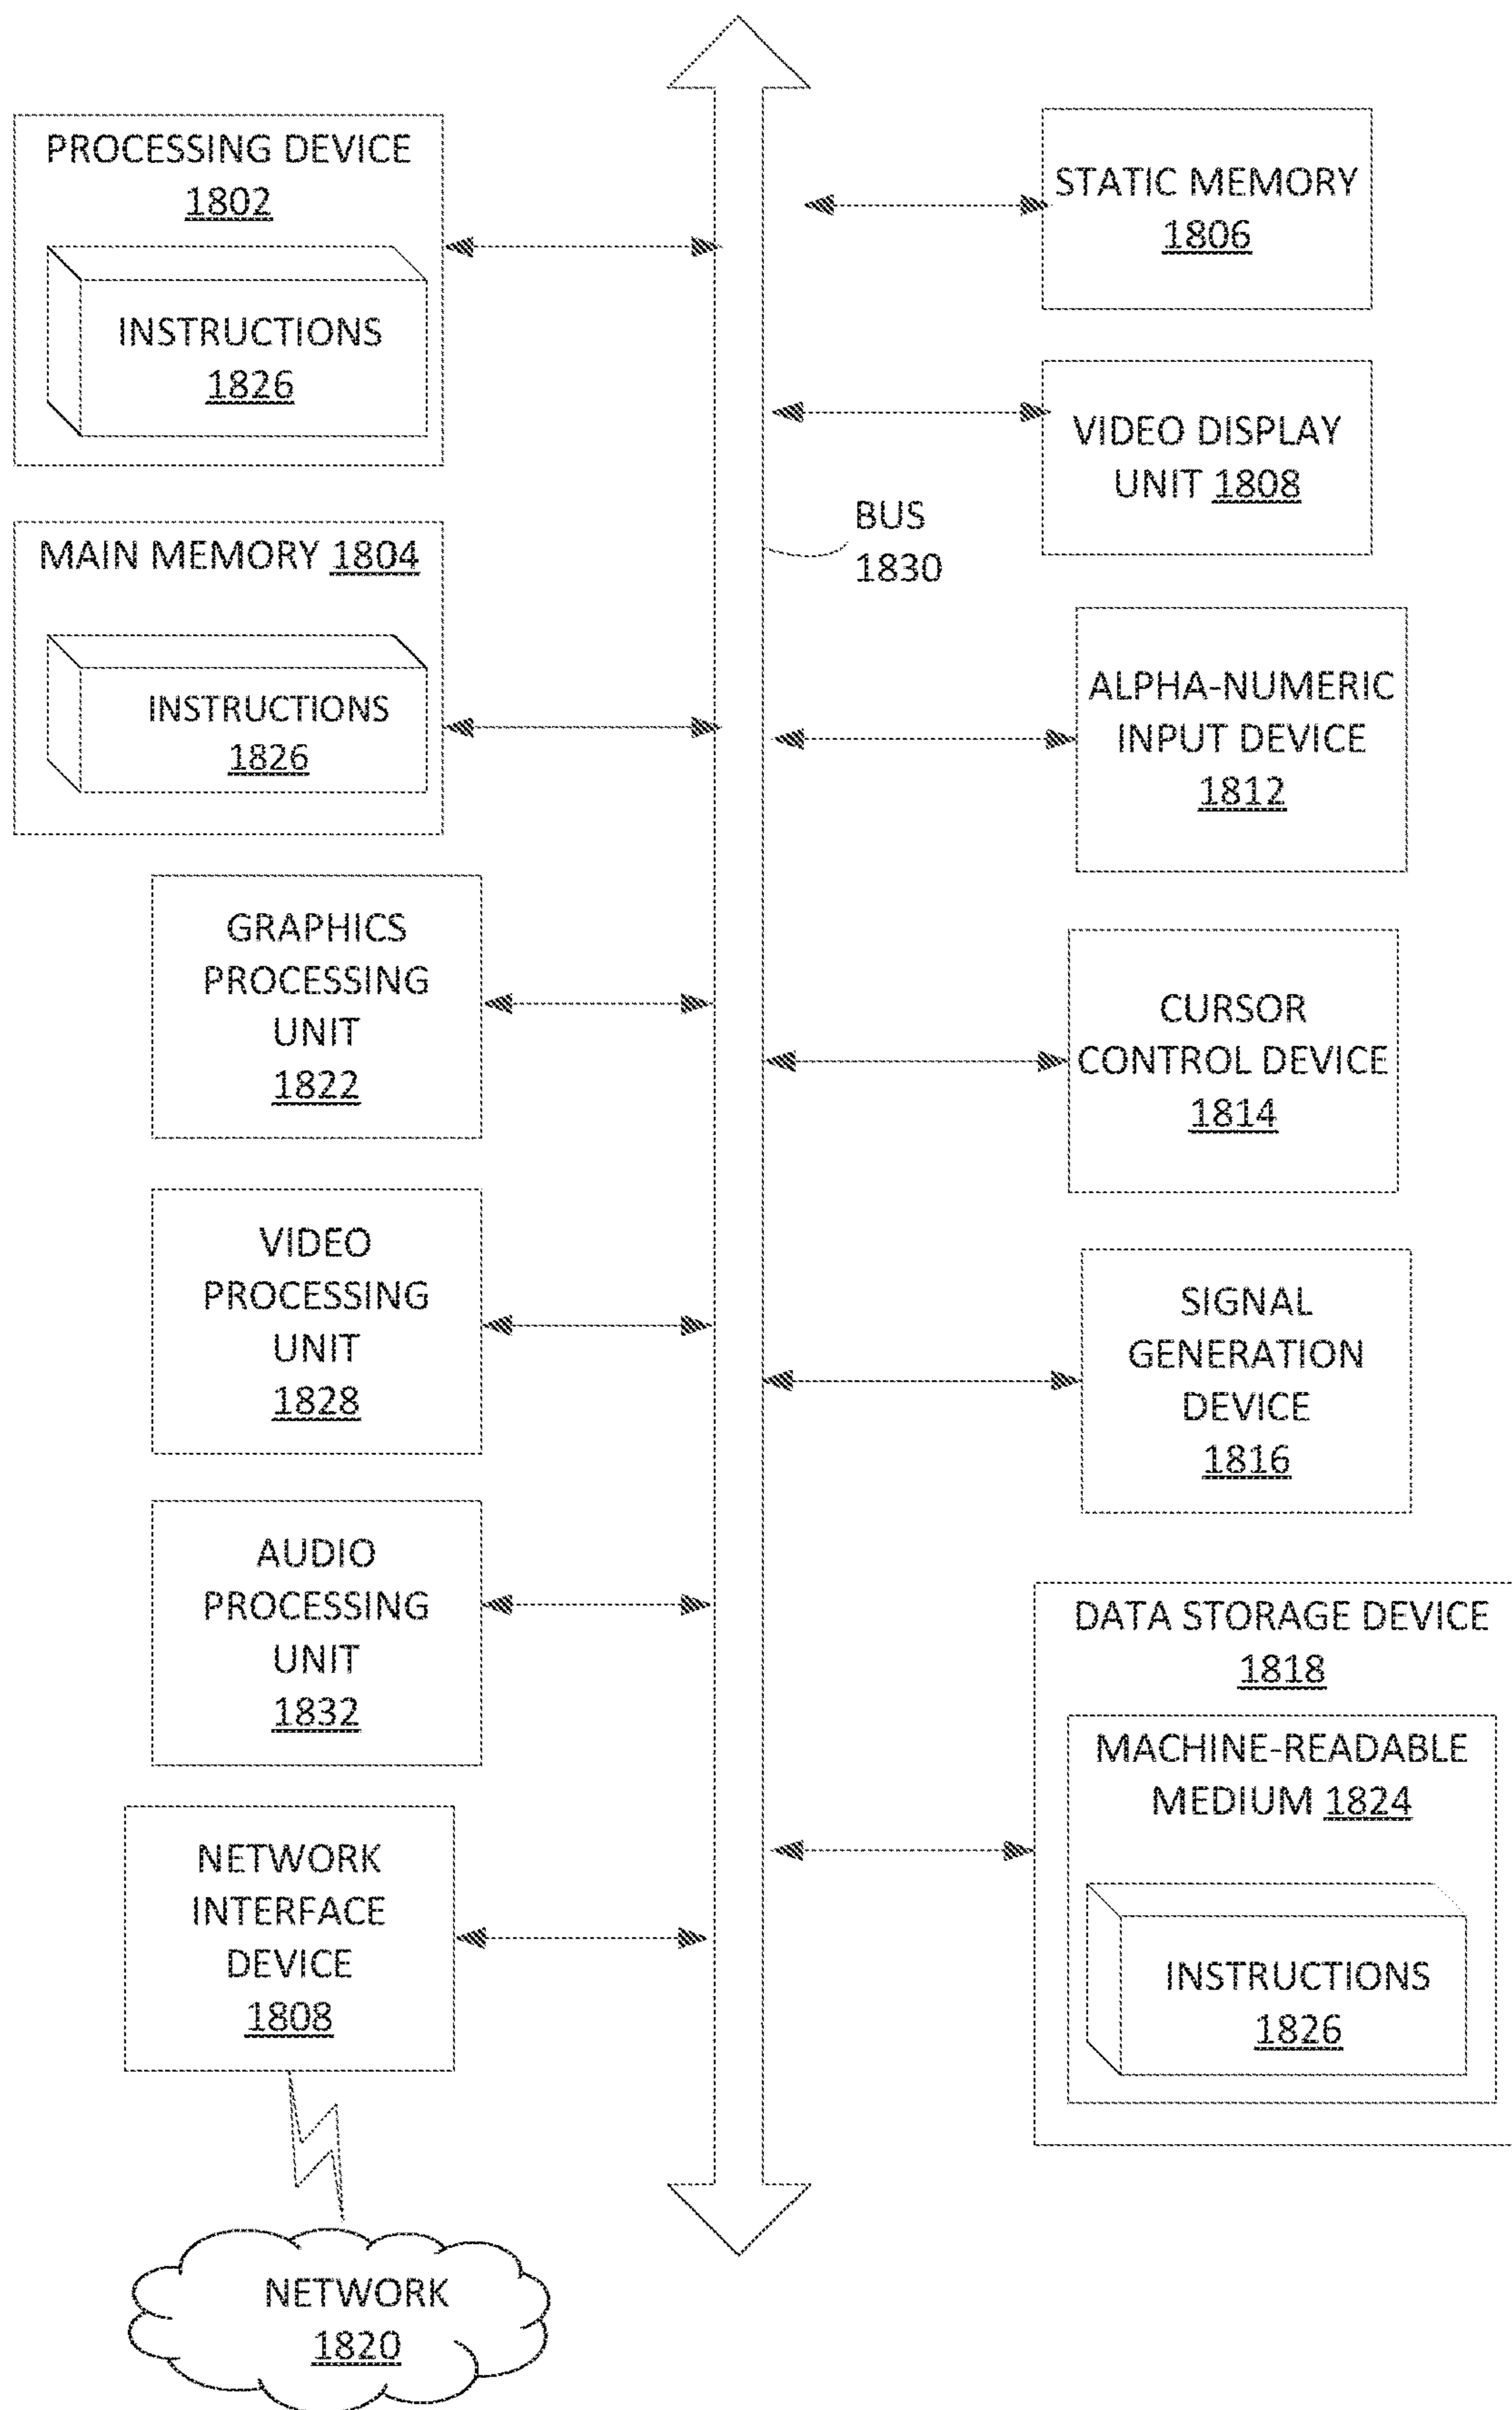 PROCESSING DEVICE
1802
INSTRUCTIONS
1826
MAIN MEMORY 1804
INSTRUCTIONS
1826
GRAPHICS
PROCESSING
UNIT
1822
VIDEO
PROCESSING
UNIT
1828
AUDIO
PROCESSING
UNIT
1832
NETWORK
INTERFACE
DEVICE
1808
NETWORK
1820
BUS
1830
STATIC MEMORY
1806
VIDEO DISPLAY
UNIT 1808
ALPHA-NUMERIC
INPUT DEVICE
1812
CURSOR
CONTROL DEVICE
1814
SIGNAL
GENERATION
DEVICE
1816
DATA STORAGE DEVICE
1818
MACHINE-READABLE
MEDIUM 1824
INSTRUCTIONS
1826